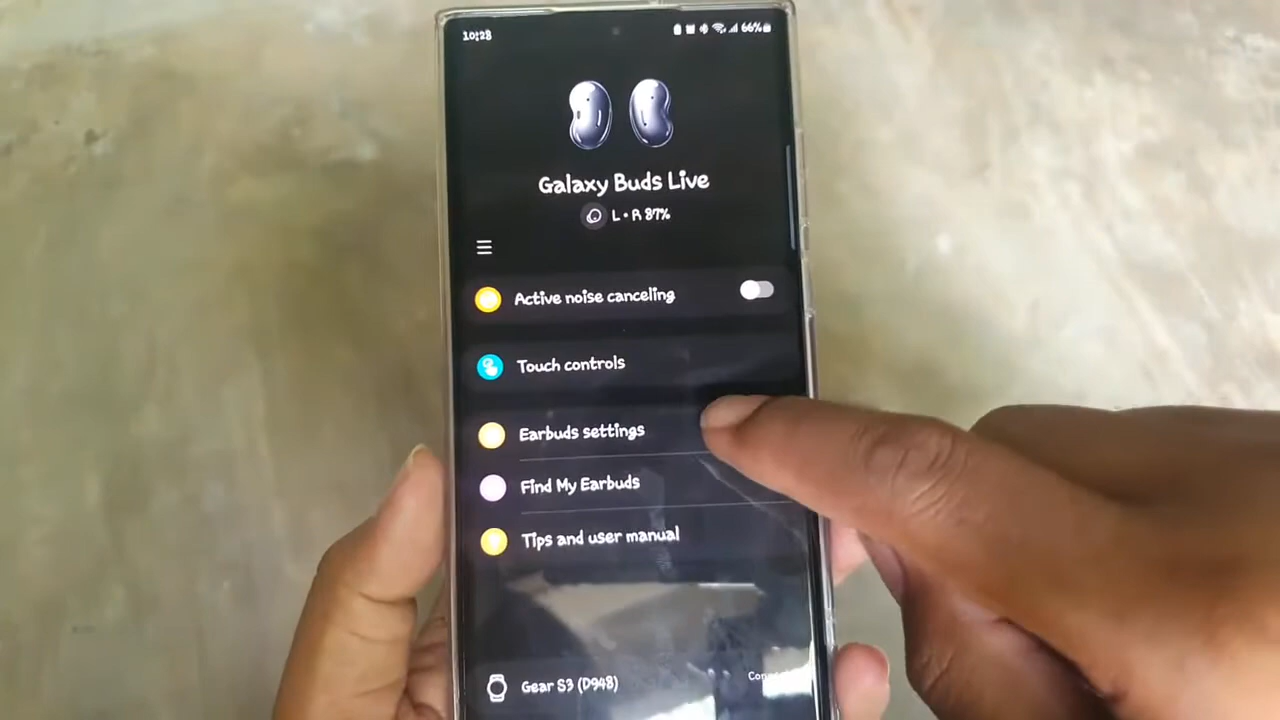 10:28
66%
Galaxy Buds Live
L • R 87%
Active noise canceling
Touch controls
Earbuds settings
Find My Earbuds
Tips and user manual
Gear S3 (D948)